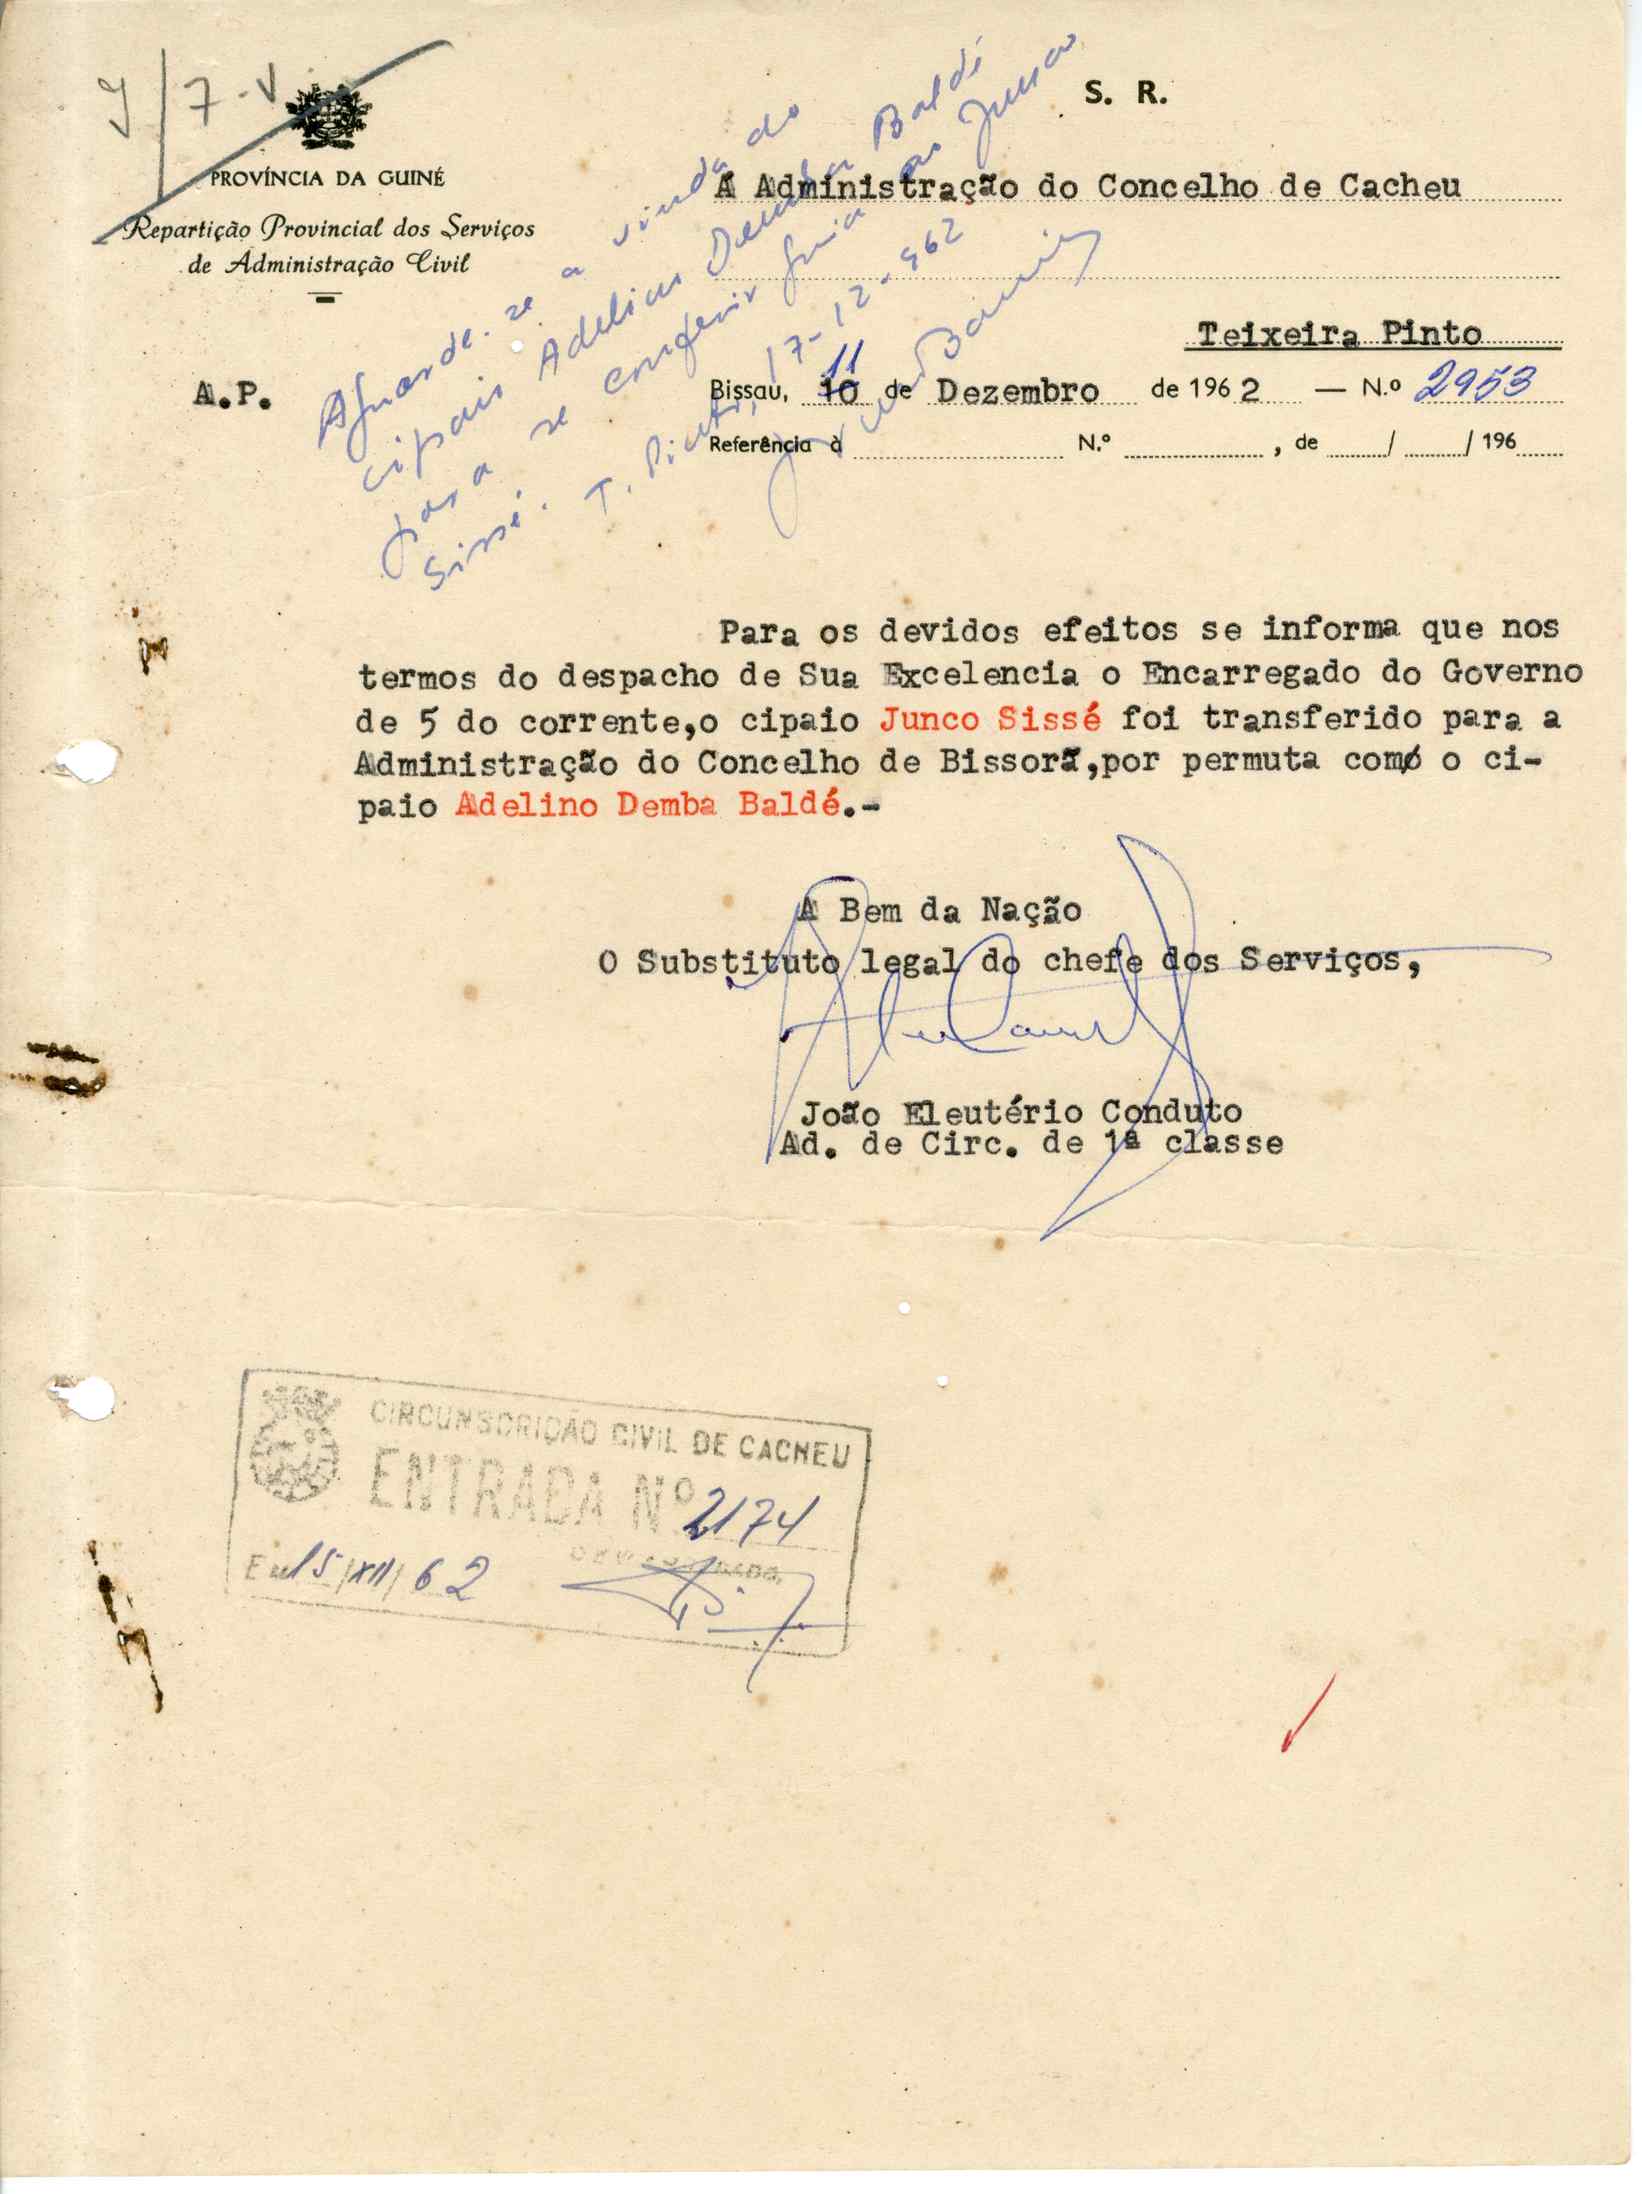 J/7-V
PROVÍNCIA DA GUINÉ
Repartição Provincial dos Serviços
de Administração Civil
S. R.
Á Administração do Concelho de Cacheu
Teixeira Pinto
A.P.
Bissau, 10 11 de Dezembro de 1962 — N.º 2953
Referência à N.º , de / / 196
Aguarde-se a vinda do
cipaio Adelino Demba Baldé
para se conferir guia ao Junco
Sissé.
T. Pinto, 17-12-962
Para os devidos efeitos se informa que nos
termos do despacho de Sua Excelencia o Encarregado do Governo
de 5 do corrente,o cipaio Junco Sissé foi transferido para a
Administração do Concelho de Bissorã,por permuta com o ci-
paio Adelino Demba Baldé.-
A Bem da Nação
O Substituto legal do chefe dos Serviços,
João Eleutério Conduto
Ad. de Circ. de 1ª classe
CIRCUNSCRIÇÃO CIVIL DE CACHEU
ENTRADA Nº 2174
Em 15/XII/62